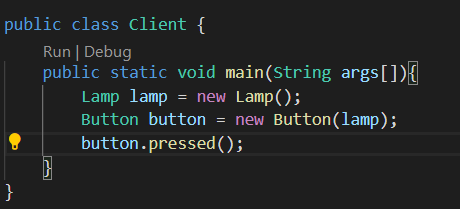 public class Client {
Run | Debug
public static void main(String args[]){
Lamp lamp = new Lamp();
Button button = new Button(lamp);
button.pressed();
}
}